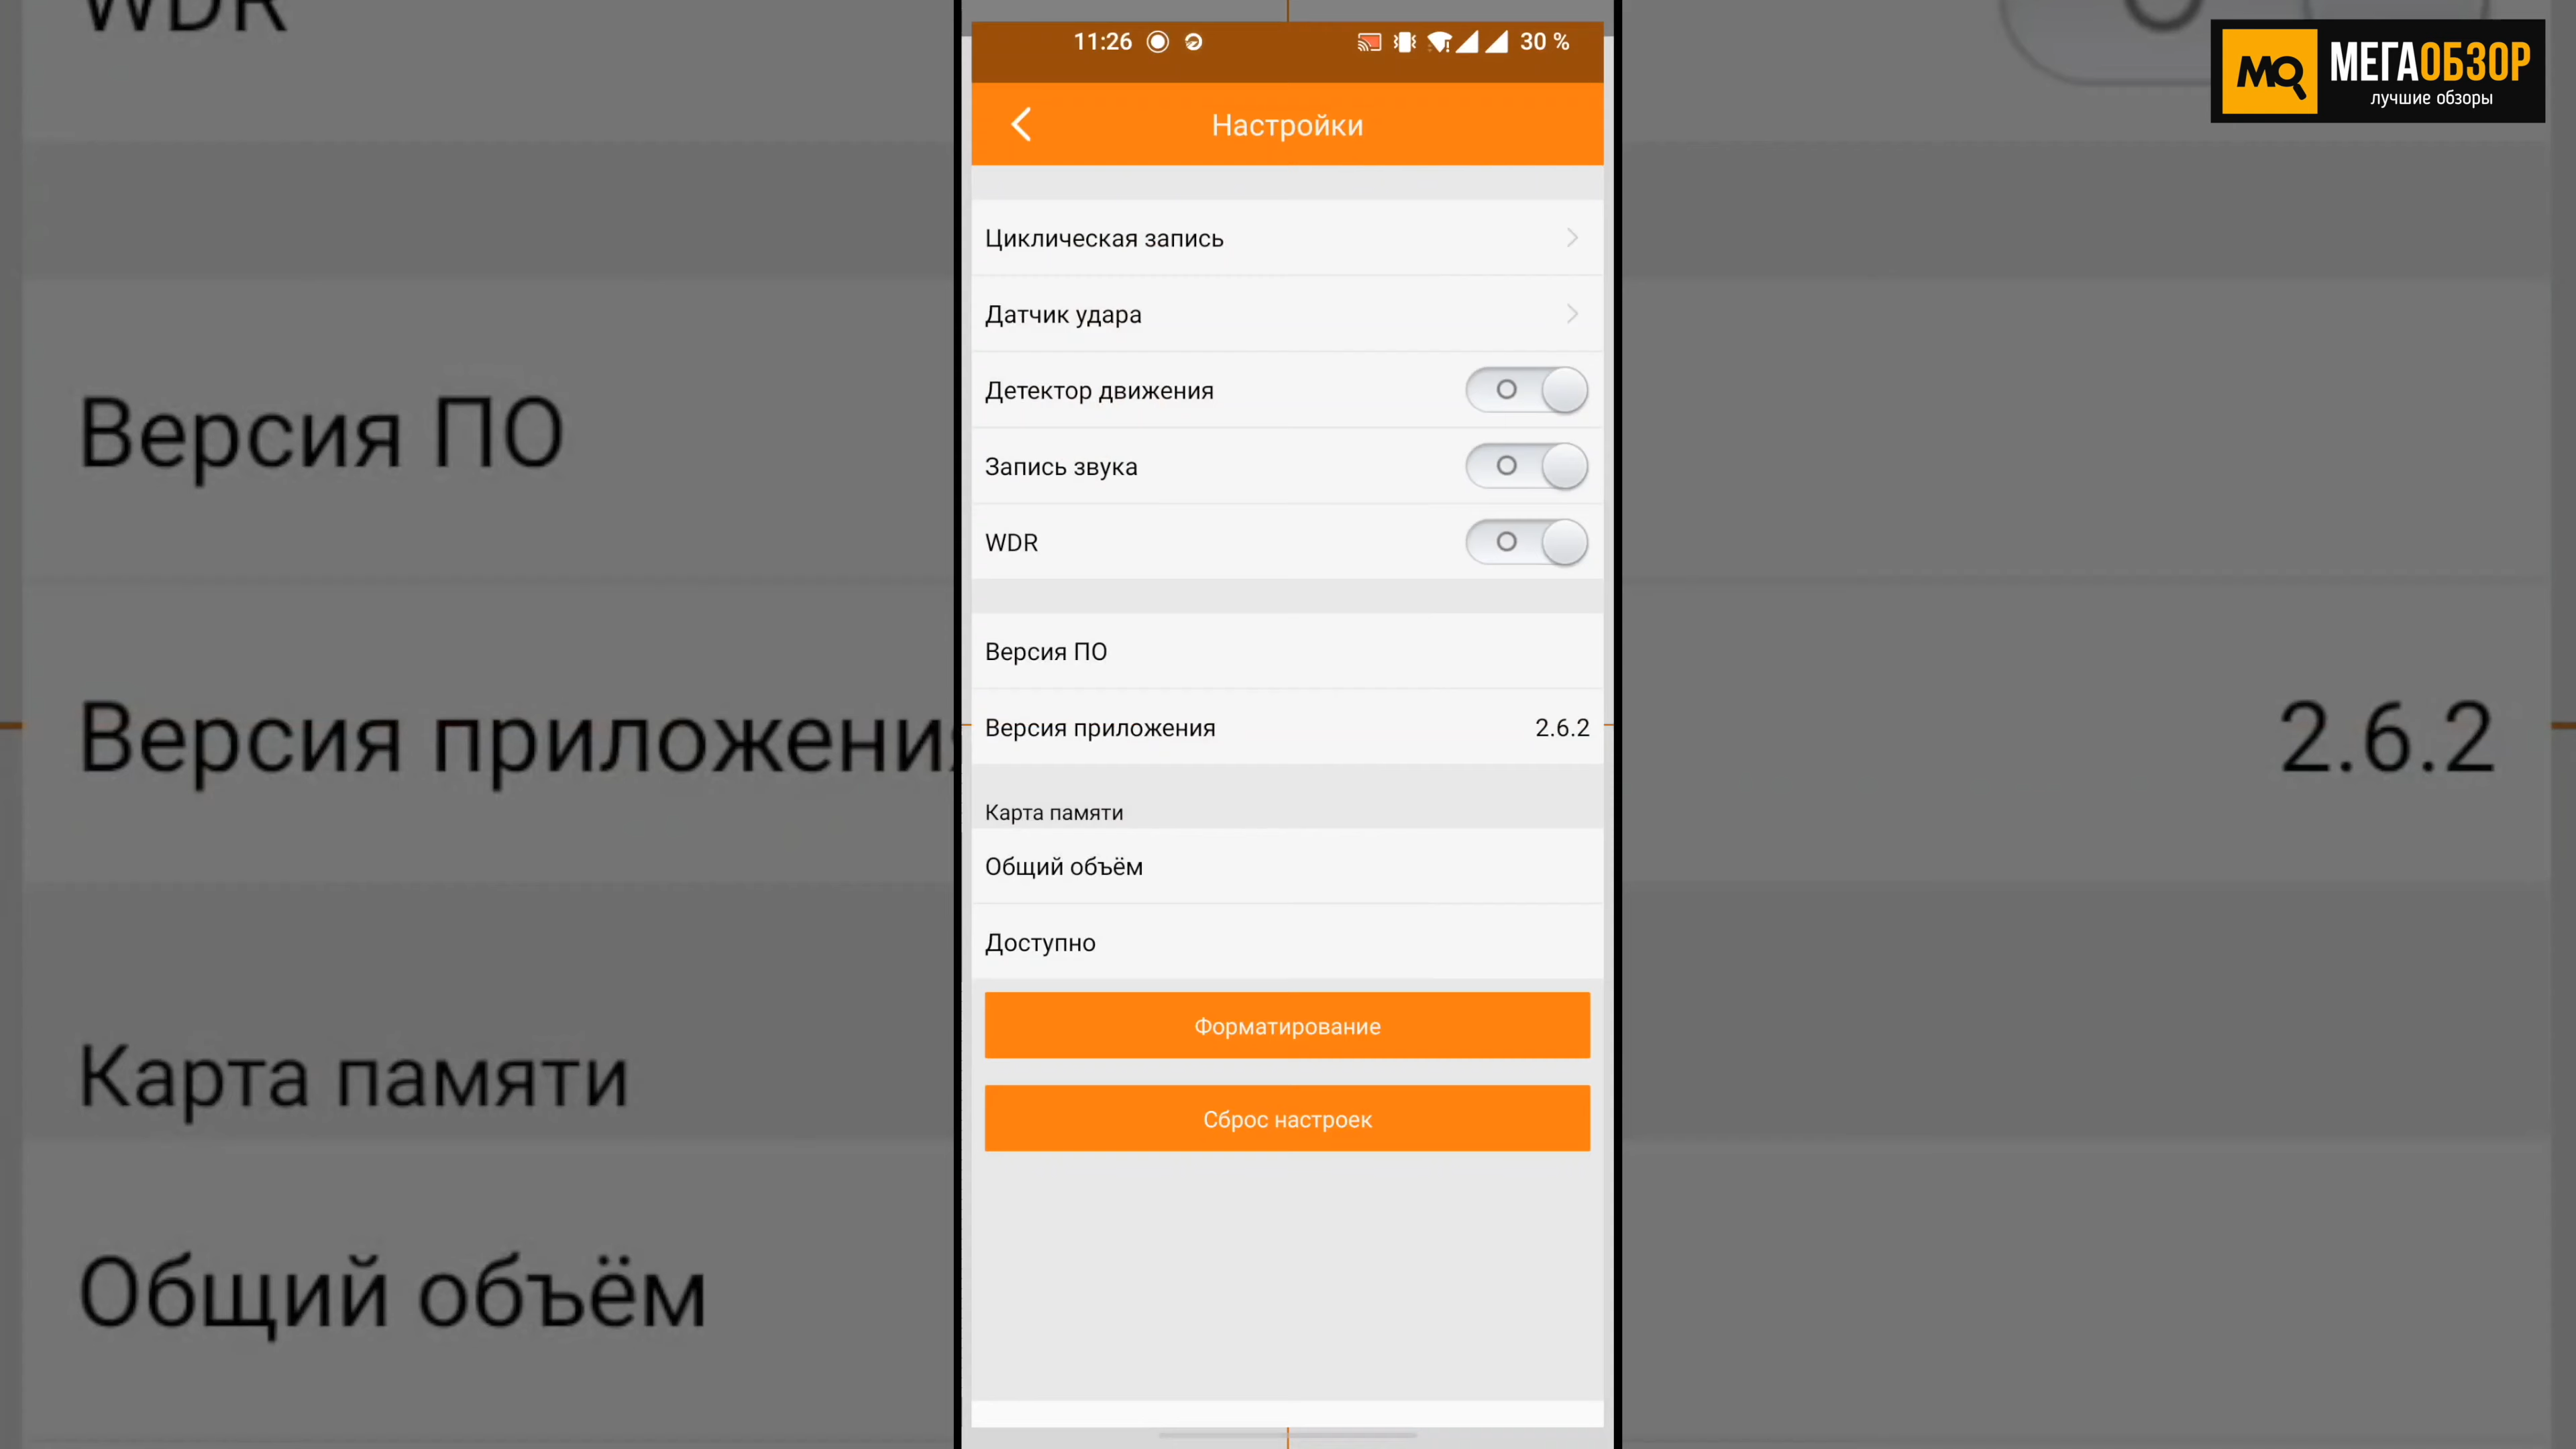 11:26
30 %
Настройки
Циклическая запись
Датчик удара
Детектор движения
Запись звука
WDR
Версия ПО
Версия приложения 2.6.2
Карта памяти
Общий объём
Доступно
Форматирование
Сброс настроек
WDR
Версия ПО
Версия приложени
2.6.2
Карта памяти
Общий объём
MQ
МЕГАОБЗОР
лучшие обзоры